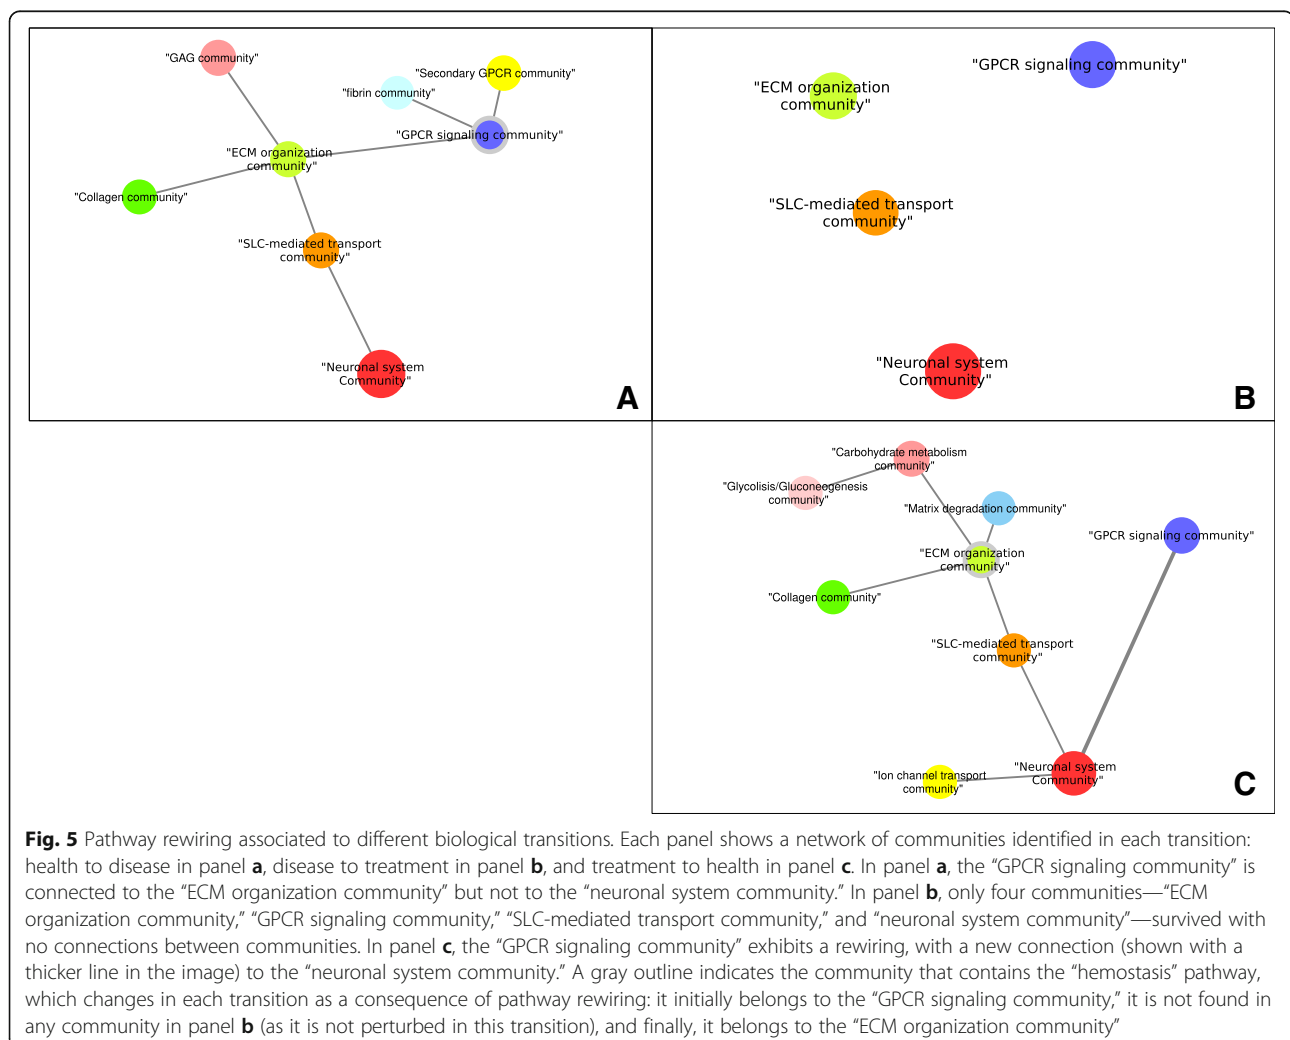 "GAG community"
"Secondary GPCR community"
"fibrin community"
"GPCR signaling community"
"ECM organization
community"
"Collagen community"
"SLC-mediated transport
community"
"Neuronal system
Community"
A
"GPCR signaling community"
"ECM organization
community"
"SLC-mediated transport
community"
"Neuronal system
Community"
B
"Carbohydrate metabolism
community"
"Glycolisis/Gluconeogenesis
community"
"Matrix degradation community"
"GPCR signaling community"
"ECM organization
community"
"Collagen community"
"SLC-mediated transport
community"
"Ion channel transport
community"
"Neuronal system
Community"
C
Fig. 5 Pathway rewiring associated to different biological transitions. Each panel shows a network of communities identified in each transition:
health to disease in panel a, disease to treatment in panel b, and treatment to health in panel c. In panel a, the “GPCR signaling community” is
connected to the “ECM organization community” but not to the “neuronal system community.” In panel b, only four communities—“ECM
organization community,” “GPCR signaling community,” “SLC-mediated transport community,” and “neuronal system community”—survived with
no connections between communities. In panel c, the “GPCR signaling community” exhibits a rewiring, with a new connection (shown with a
thicker line in the image) to the “neuronal system community.” A gray outline indicates the community that contains the “hemostasis” pathway,
which changes in each transition as a consequence of pathway rewiring: it initially belongs to the “GPCR signaling community,” it is not found in
any community in panel b (as it is not perturbed in this transition), and finally, it belongs to the “ECM organization community”